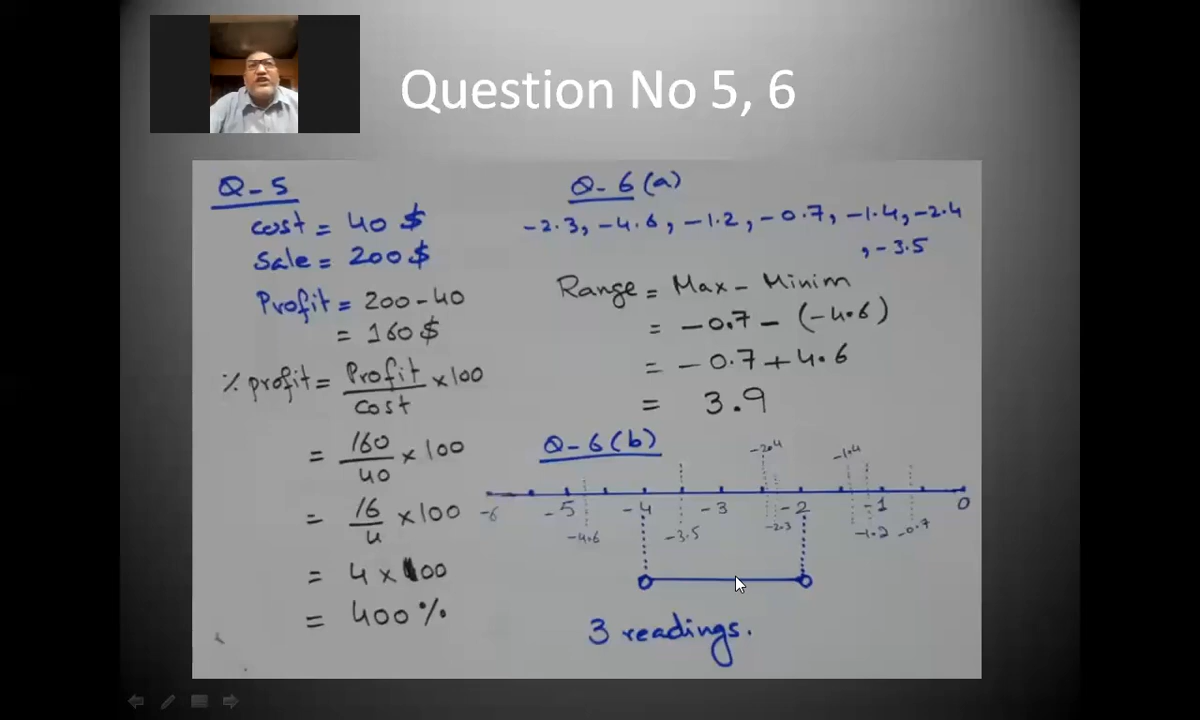 Question No 5, 6
Q-5
cost = 40 $
Sale = 200 $
Profit = 200 - 40
= 160 $
% profit = Profit / cost × 100
= 160 / 40 × 100
= 16 / 4 × 100
= 4 × 100
= 400 %
Q-6 (a)
-2.3, -4.6, -1.2, -0.7, -1.4, -2.4
, -3.5
Range = Max - Minim
= -0.7 - (-4.6)
= -0.7 + 4.6
= 3.9
Q-6 (b)
-2.4 -1.4
-6 -5 -4 -3 -2 -1 0
-4.6 -3.5 -2.3 -1.2 -0.7
3 readings.